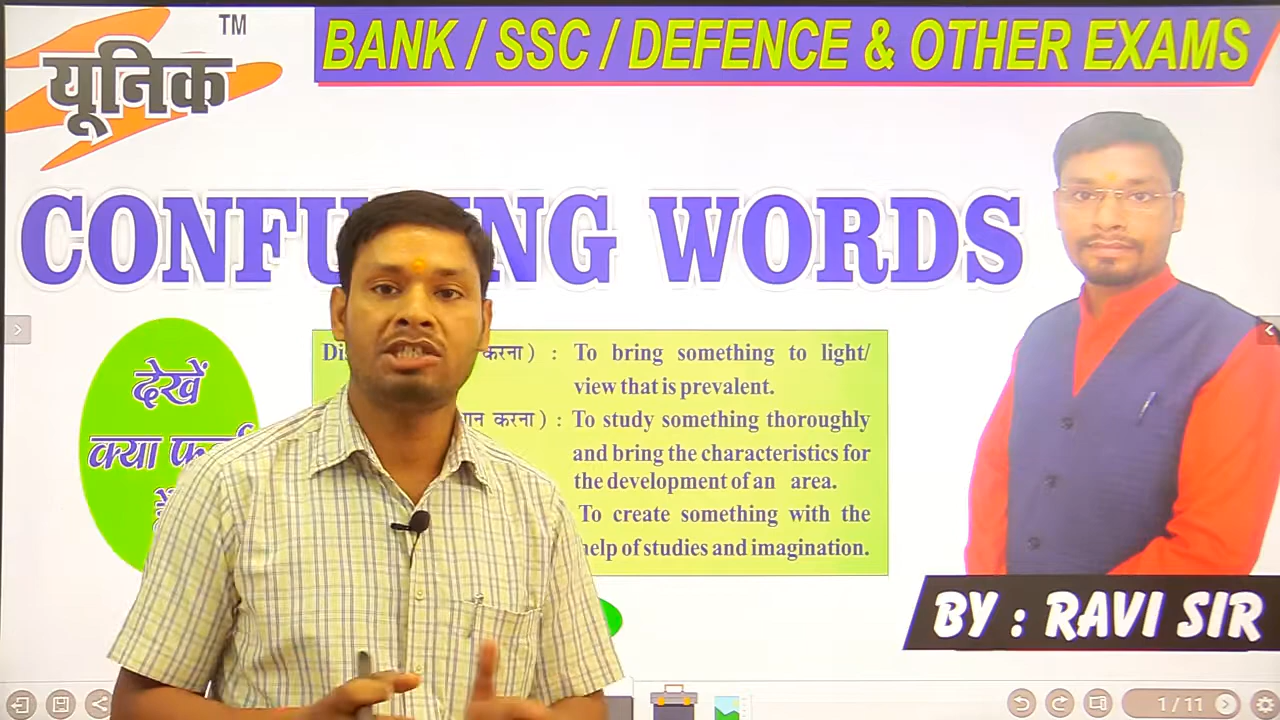 TM
यूनिक
BANK / SSC / DEFENCE & OTHER EXAMS
WORDS
करना) : To bring something to light/
view that is prevalent.
करना) : To study something thoroughly
and bring the characteristics for
the development of an area.
To create something with the
help of studies and imagination.
देखें
क्या
BY : RAVI SIR
1/11